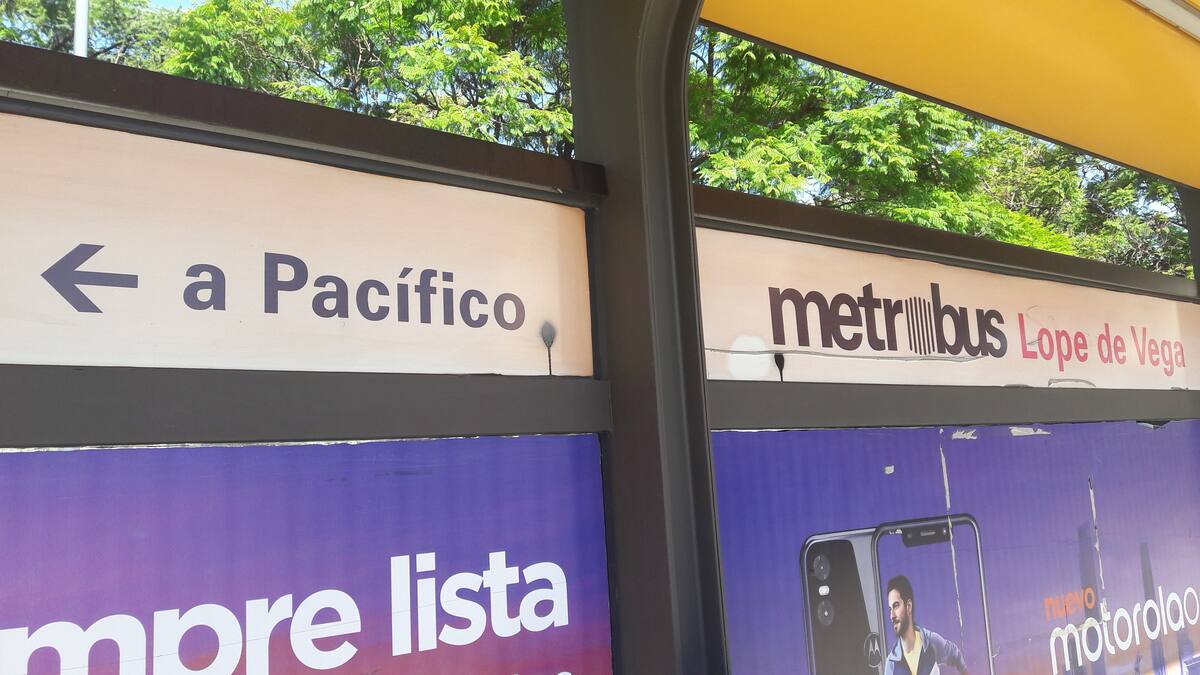 ← a Pacífico
metrobus Lope de Vega
mpre lista
nuevo
motorola